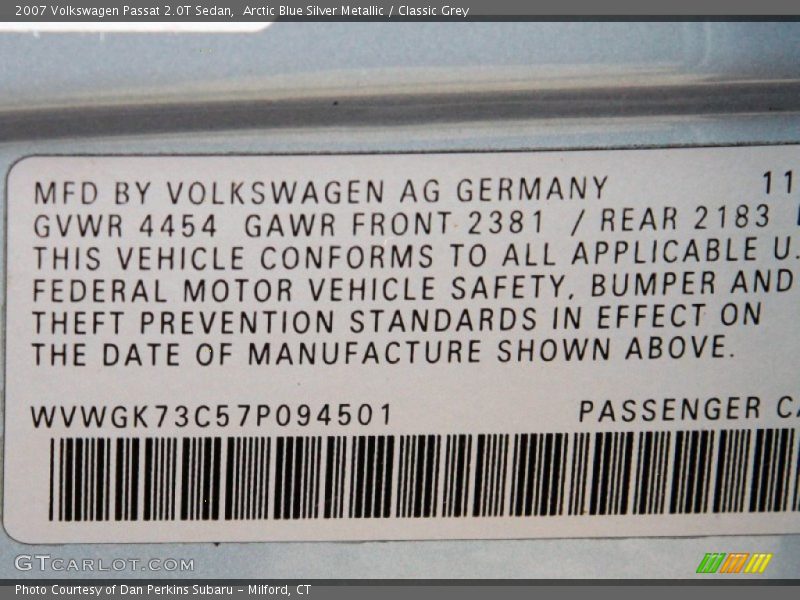 2007 Volkswagen Passat 2.0T Sedan, Arctic Blue Silver Metallic / Classic Grey
MFD BY VOLKSWAGEN AG GERMANY 11
GVWR 4454 GAWR FRONT 2381 / REAR 2183
THIS VEHICLE CONFORMS TO ALL APPLICABLE U.
FEDERAL MOTOR VEHICLE SAFETY, BUMPER AND
THEFT PREVENTION STANDARDS IN EFFECT ON
THE DATE OF MANUFACTURE SHOWN ABOVE.
WVWGK73C57P094501 PASSENGER CA
GTCARLOT.COM
Photo Courtesy of Dan Perkins Subaru – Milford, CT